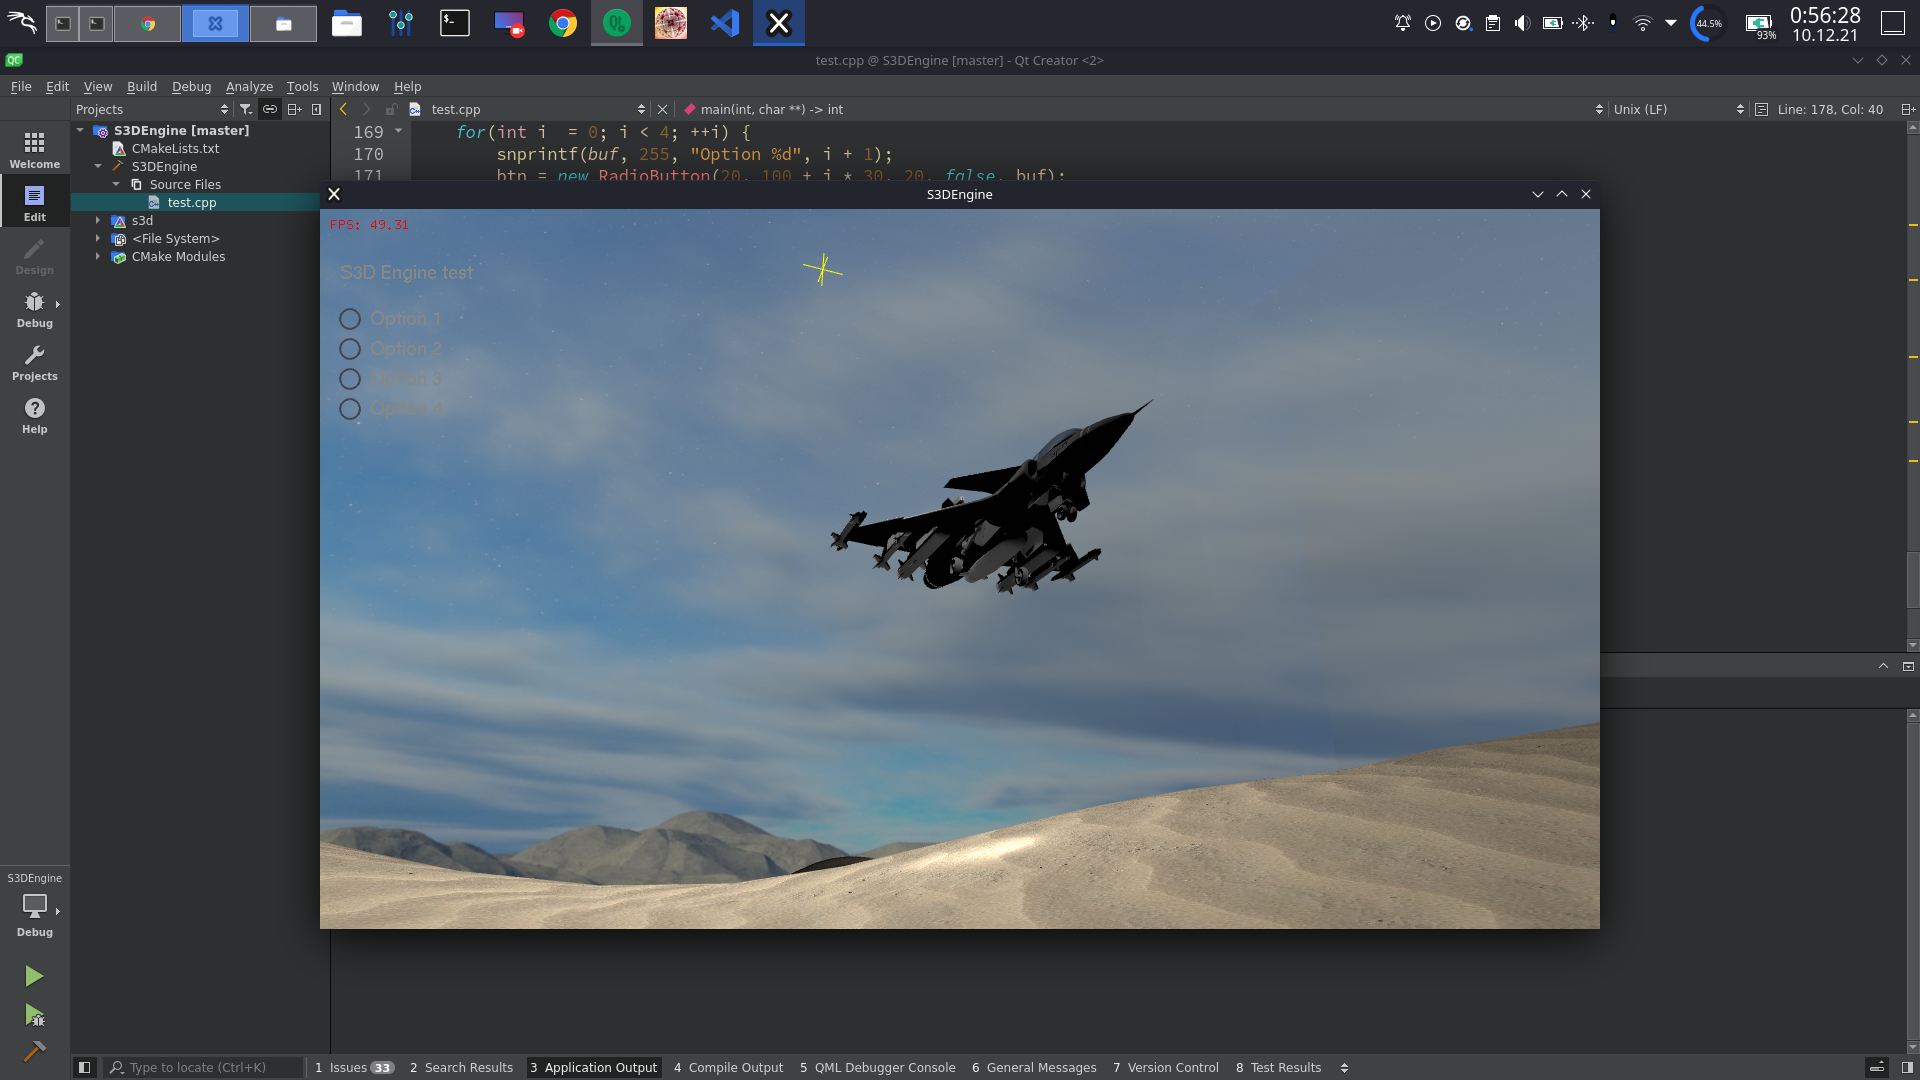 44.5%
93%
0:56:28
10.12.21
test.cpp @ S3DEngine [master] - Qt Creator <2>
File Edit View Build Debug Analyze Tools Window Help
Projects
test.cpp
main(int, char **) -> int
Unix (LF)
Line: 178, Col: 40
Welcome
Edit
Design
Debug
Projects
Help
S3DEngine [master]
CMakeLists.txt
S3DEngine
Source Files
test.cpp
s3d
<File System>
CMake Modules
169 for(int i  = 0; i < 4; ++i) {
170 snprintf(buf, 255, "Option %d", i + 1);
171 btn = new RadioButton(20, 100 + i * 30, 20, false, buf);
S3DEngine
FPS: 49.31
S3D Engine test
Option 1
Option 2
Option 3
Option 4
S3DEngine
Debug
Type to locate (Ctrl+K)
1 Issues 33
2 Search Results
3 Application Output
4 Compile Output
5 QML Debugger Console
6 General Messages
7 Version Control
8 Test Results